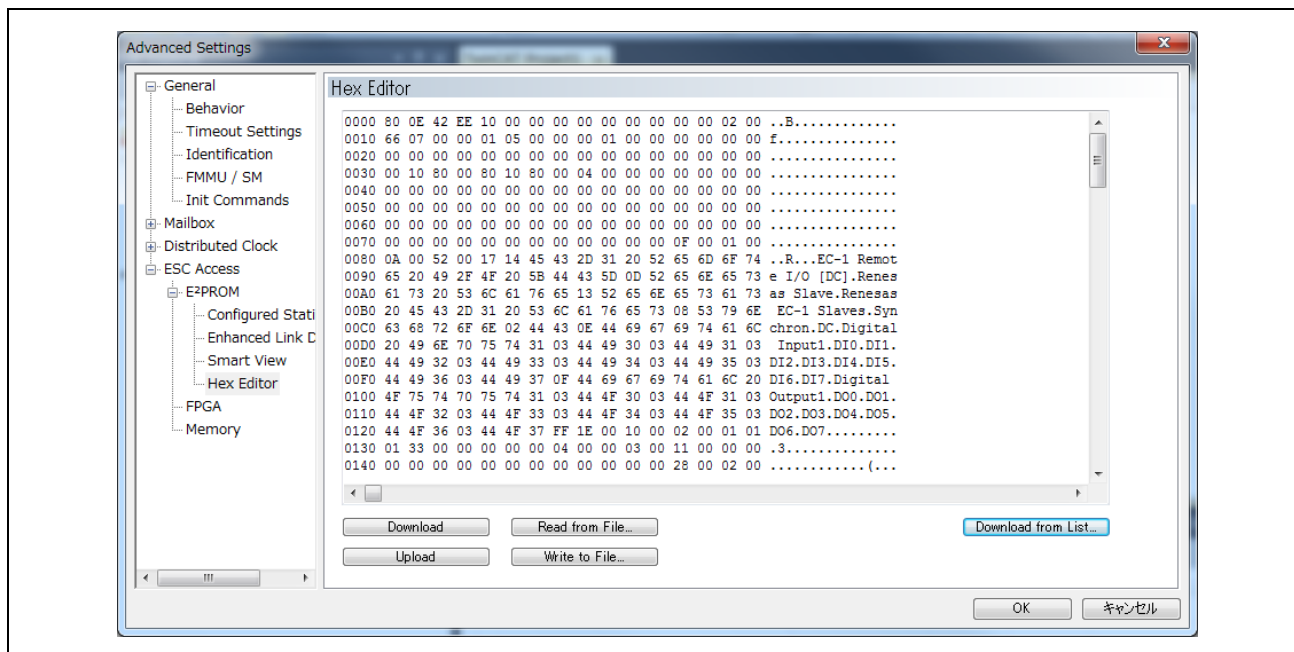 Advanced Settings
General
Behavior
Timeout Settings
Identification
FMMU / SM
Init Commands
Mailbox
Distributed Clock
ESC Access
E²PROM
Configured Stati
Enhanced Link D
Smart View
Hex Editor
FPGA
Memory
Hex Editor
0000 80 0E 42 EE 10 00 00 00 00 00 00 00 00 00 02 00 ..B.............
0010 66 07 00 00 01 05 00 00 00 01 00 00 00 00 00 00 f...............
0020 00 00 00 00 00 00 00 00 00 00 00 00 00 00 00 00 ................
0030 00 10 80 00 80 10 80 00 04 00 00 00 00 00 00 00 ................
0040 00 00 00 00 00 00 00 00 00 00 00 00 00 00 00 00 ................
0050 00 00 00 00 00 00 00 00 00 00 00 00 00 00 00 00 ................
0060 00 00 00 00 00 00 00 00 00 00 00 00 00 00 00 00 ................
0070 00 00 00 00 00 00 00 00 00 00 00 00 0F 00 01 00 ................
0080 0A 00 52 00 17 14 45 43 2D 31 20 52 65 6D 6F 74 ..R...EC-1 Remot
0090 65 20 49 2F 4F 20 5B 44 43 5D 0D 52 65 6E 65 73 e I/O [DC].Renes
00A0 61 73 20 53 6C 61 76 65 13 52 65 6E 65 73 61 73 as Slave.Renesas
00B0 20 45 43 2D 31 20 53 6C 61 76 65 73 08 53 79 6E  EC-1 Slaves.Syn
00C0 63 68 72 6F 6E 02 44 43 0E 44 69 67 69 74 61 6C chron.DC.Digital
00D0 20 49 6E 70 75 74 31 03 44 49 30 03 44 49 31 03  Input1.DI0.DI1.
00E0 44 49 32 03 44 49 33 03 44 49 34 03 44 49 35 03 DI2.DI3.DI4.DI5.
00F0 44 49 36 03 44 49 37 0F 44 69 67 69 74 61 6C 20 DI6.DI7.Digital
0100 4F 75 74 70 75 74 31 03 44 4F 30 03 44 4F 31 03 Output1.DO0.DO1.
0110 44 4F 32 03 44 4F 33 03 44 4F 34 03 44 4F 35 03 DO2.DO3.DO4.DO5.
0120 44 4F 36 03 44 4F 37 FF 1E 00 10 00 02 00 01 01 DO6.DO7.........
0130 01 33 00 00 00 00 00 04 00 00 03 00 11 00 00 00 .3..............
0140 00 00 00 00 00 00 00 00 00 00 00 00 28 00 02 00 ............(...
Download
Read from File...
Download from List...
Upload
Write to File...
OK
キャンセル